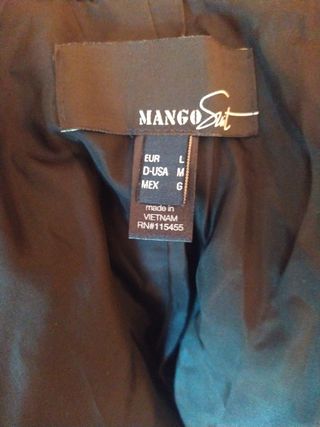 MANGO Suit
EUR L
D-USA M
MEX G
made in
VIETNAM
RN#115455